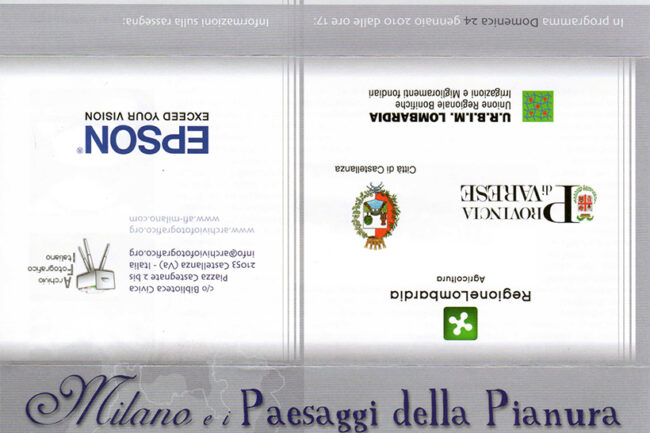 RegioneLombardia
Agricoltura
PROVINCIA
di VARESE
Città di Castellanza
U.R.B.I.M. LOMBARDIA
Unione Regionale Bonifiche
Irrigazioni e Miglioramenti fondiari
In programma Domenica 24 gennaio 2010 dalle ore 17:
Archivio
Fotografico
Italiano
c/o Biblioteca Civica
Piazza Castegnate 2 bis
21053 Castellanza (Va) - Italia
info@archiviofotografico.org
www.archiviofotografico.org
www.afi-milano.com
EPSON®
EXCEED YOUR VISION
Informazioni sulla rassegna:
Milano e i Paesaggi della Pianura